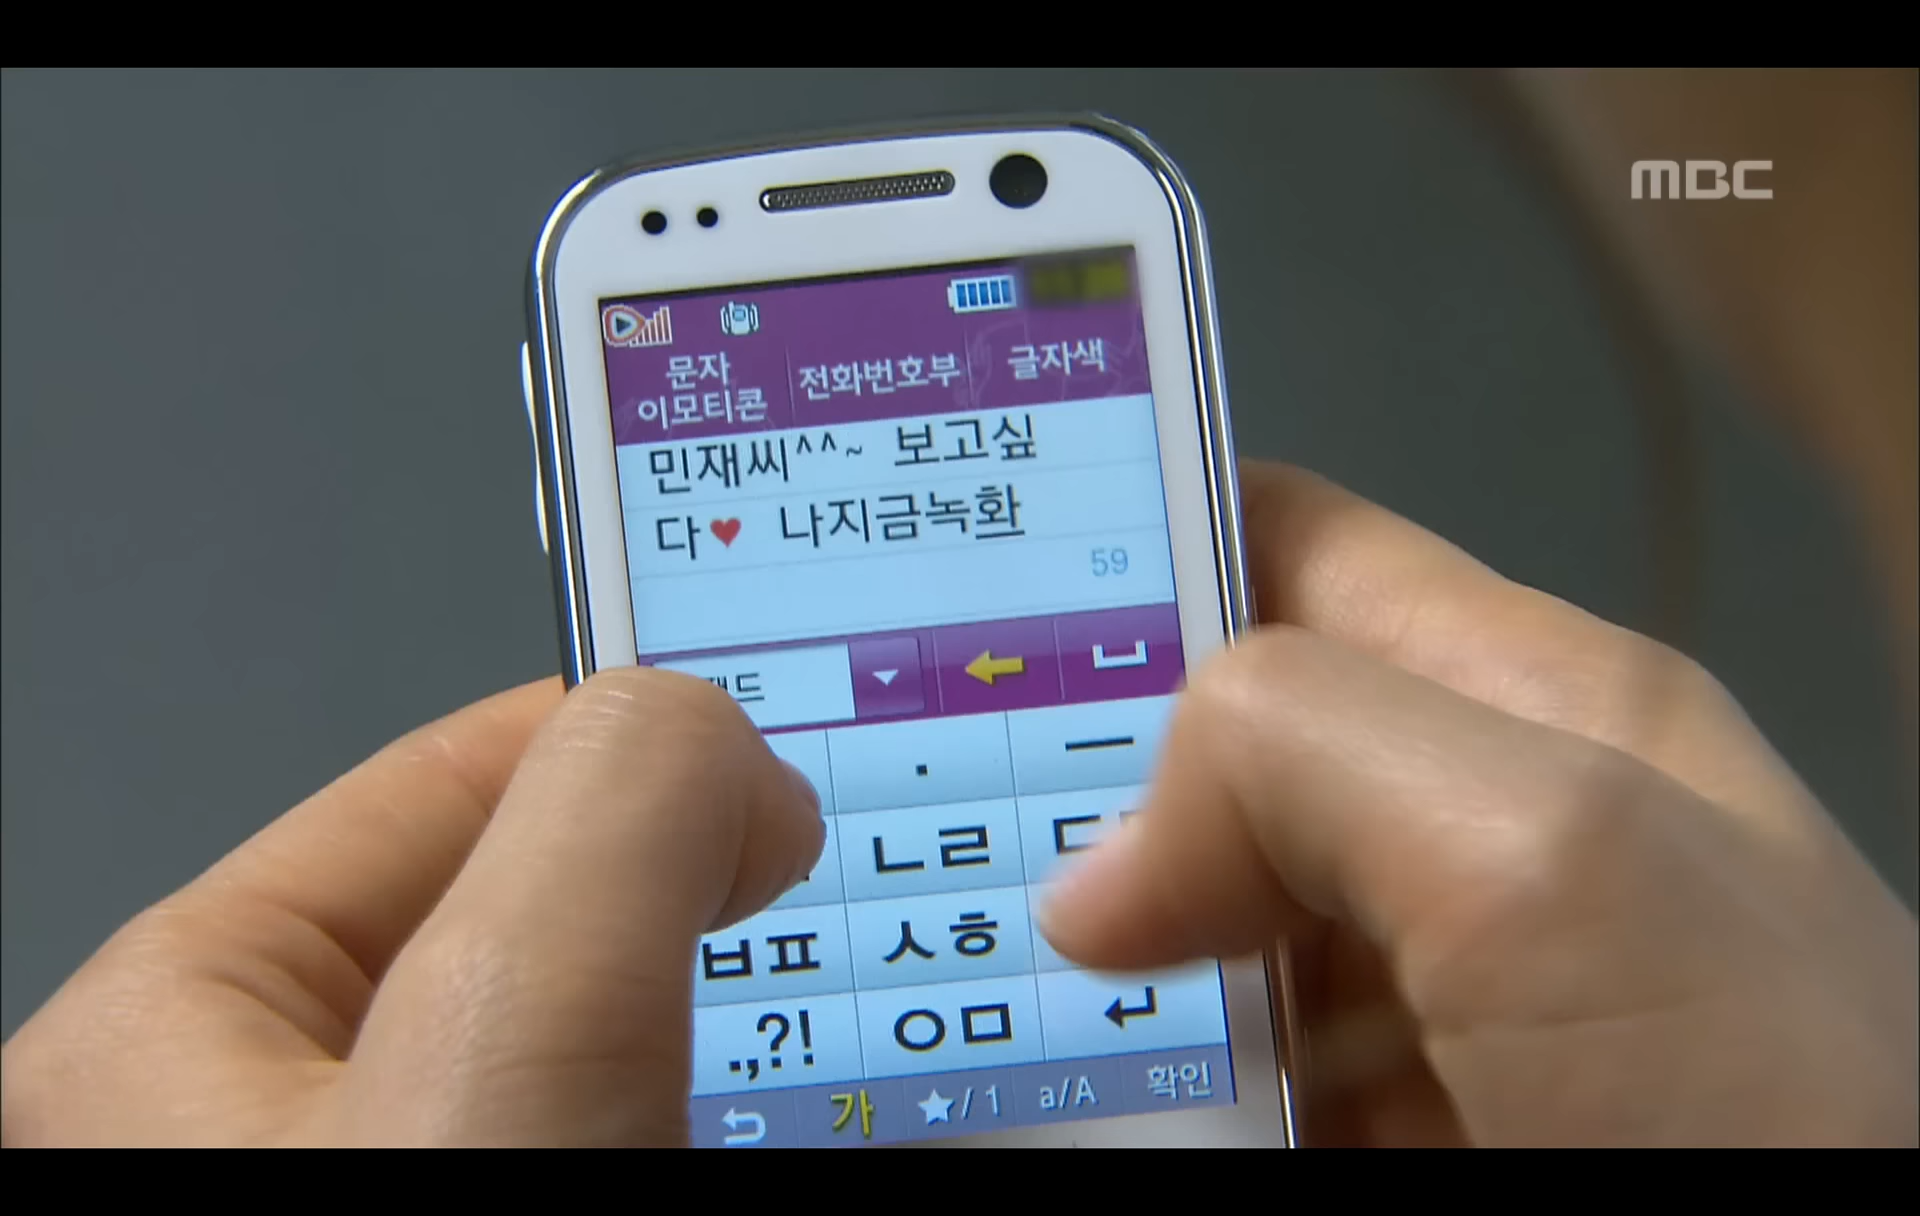 MBC
문자
이모티콘
전화번호부
글자색
민재씨^^~ 보고싶
다♥ 나지금녹화
59
.
ㅡ
ㄴㄹ
ㅂㅍ
ㅅㅎ
.,?!
ㅇㅁ
가
★/1
a/A
확인